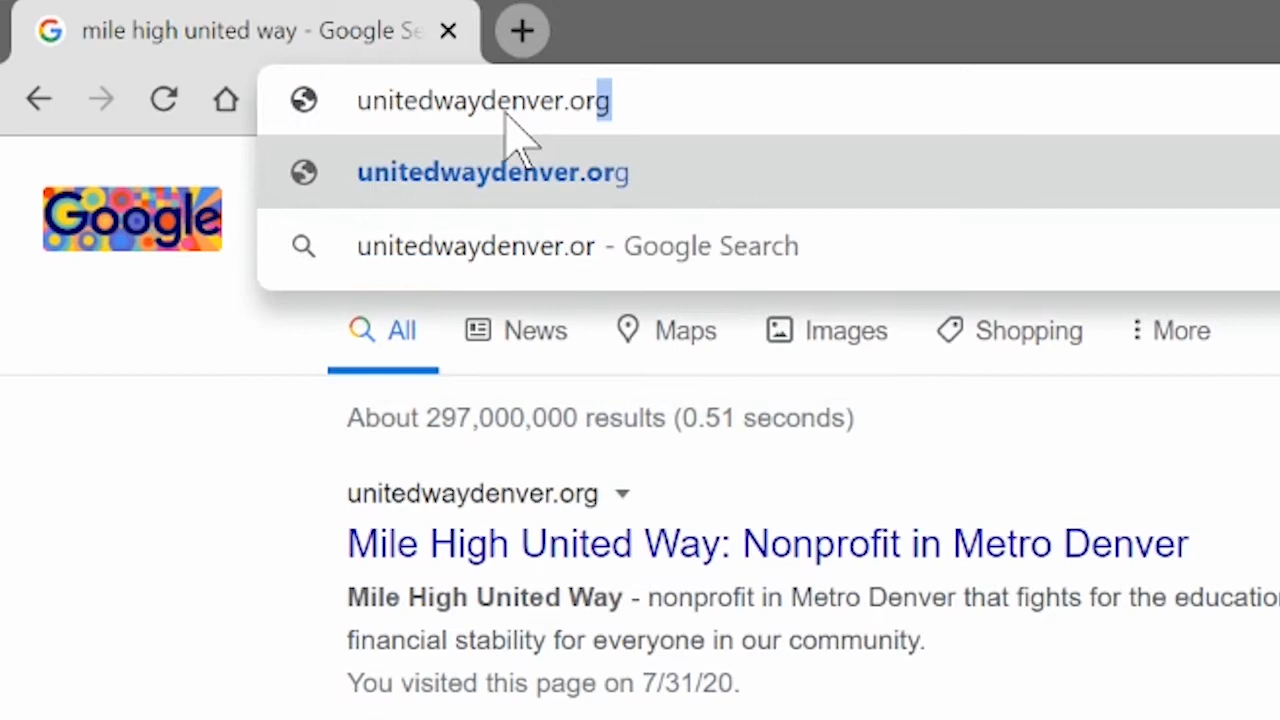 mile high united way - Google Se
unitedwaydenver.org
unitedwaydenver.org
unitedwaydenver.or - Google Search
Google
All News Maps Images Shopping More
About 297,000,000 results (0.51 seconds)
unitedwaydenver.org
Mile High United Way: Nonprofit in Metro Denver
Mile High United Way - nonprofit in Metro Denver that fights for the educatio
financial stability for everyone in our community.
You visited this page on 7/31/20.